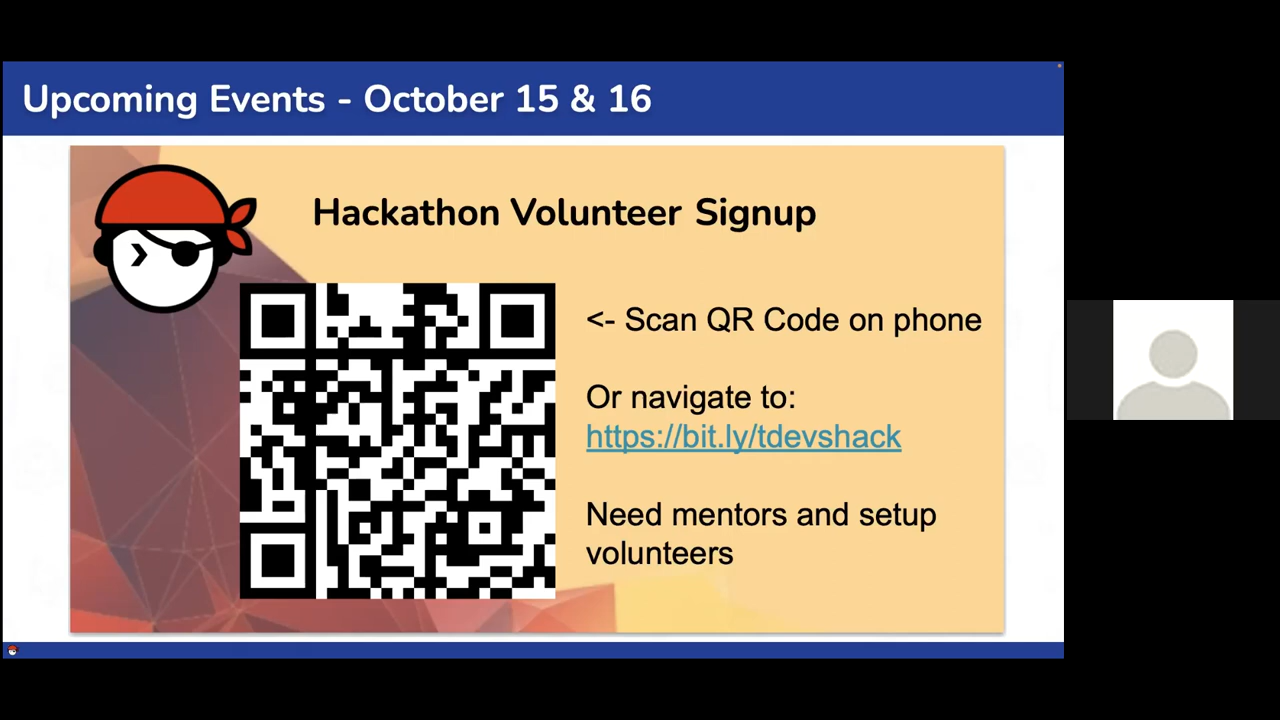 Upcoming Events - October 15 & 16
Hackathon Volunteer Signup
<- Scan QR Code on phone
Or navigate to:
https://bit.ly/tdevshack
Need mentors and setup
volunteers